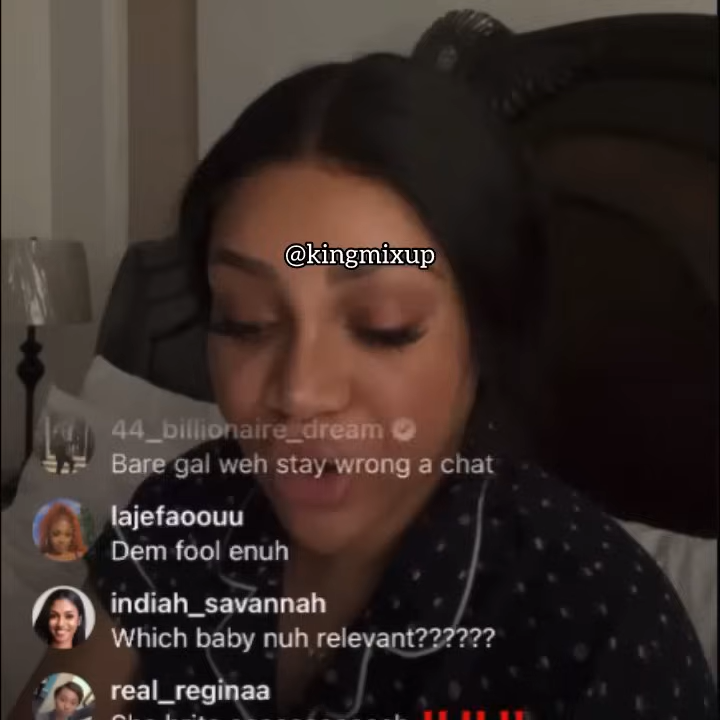 @kingmixup
44_billionaire_dream
Bare gal weh stay wrong a chat
lajefaoouu
Dem fool enuh
indiah_savannah
Which baby nuh relevant??????
real_reginaa